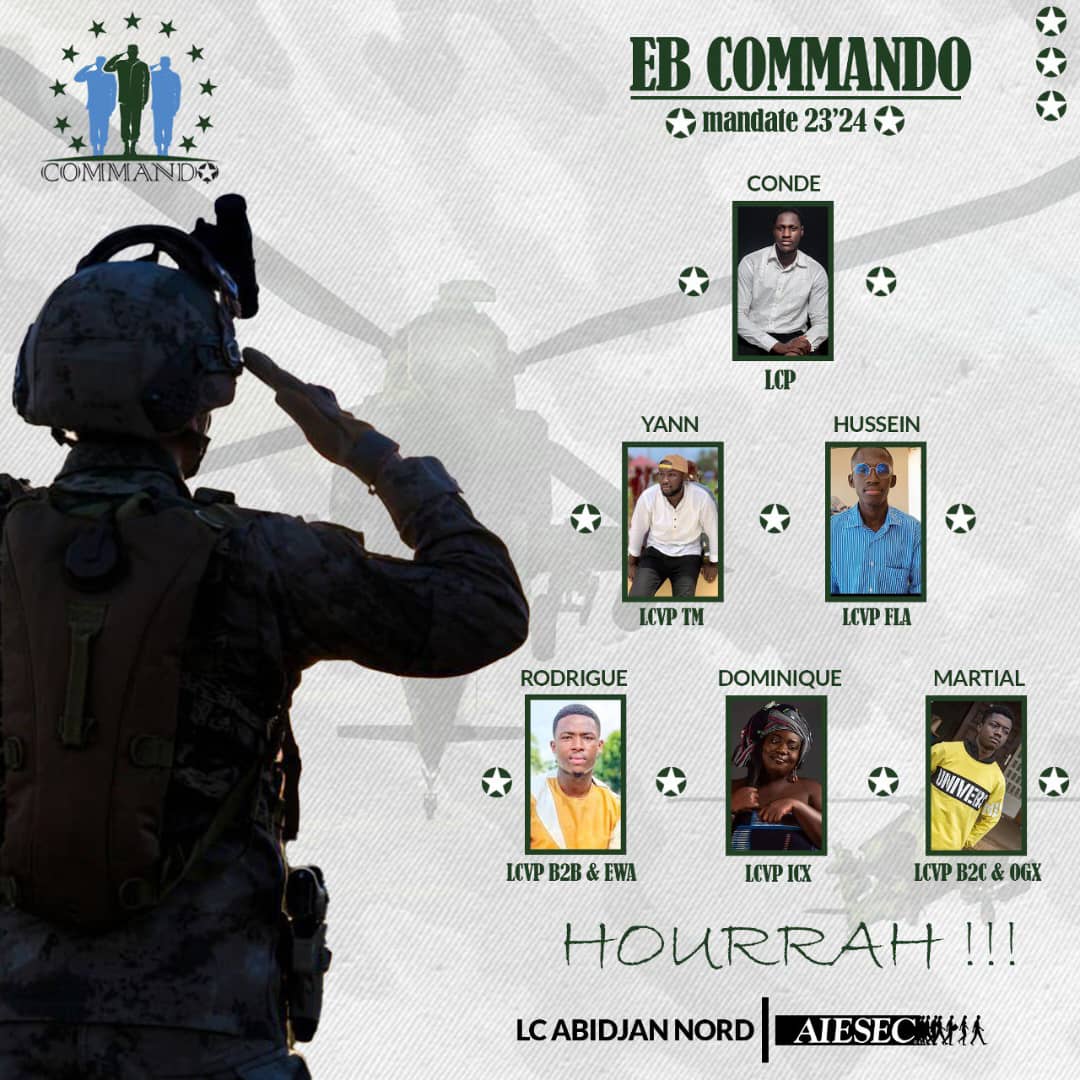 COMMANDO
EB COMMANDO
mandate 23'24
CONDE
LCP
YANN
HUSSEIN
LCVP TM
LCVP FLA
RODRIGUE
DOMINIQUE
MARTIAL
LCVP B2B & EWA
LCVP ICX
LCVP B2C & OGX
HOURRAH !!!
LC ABIDJAN NORD
AIESEC